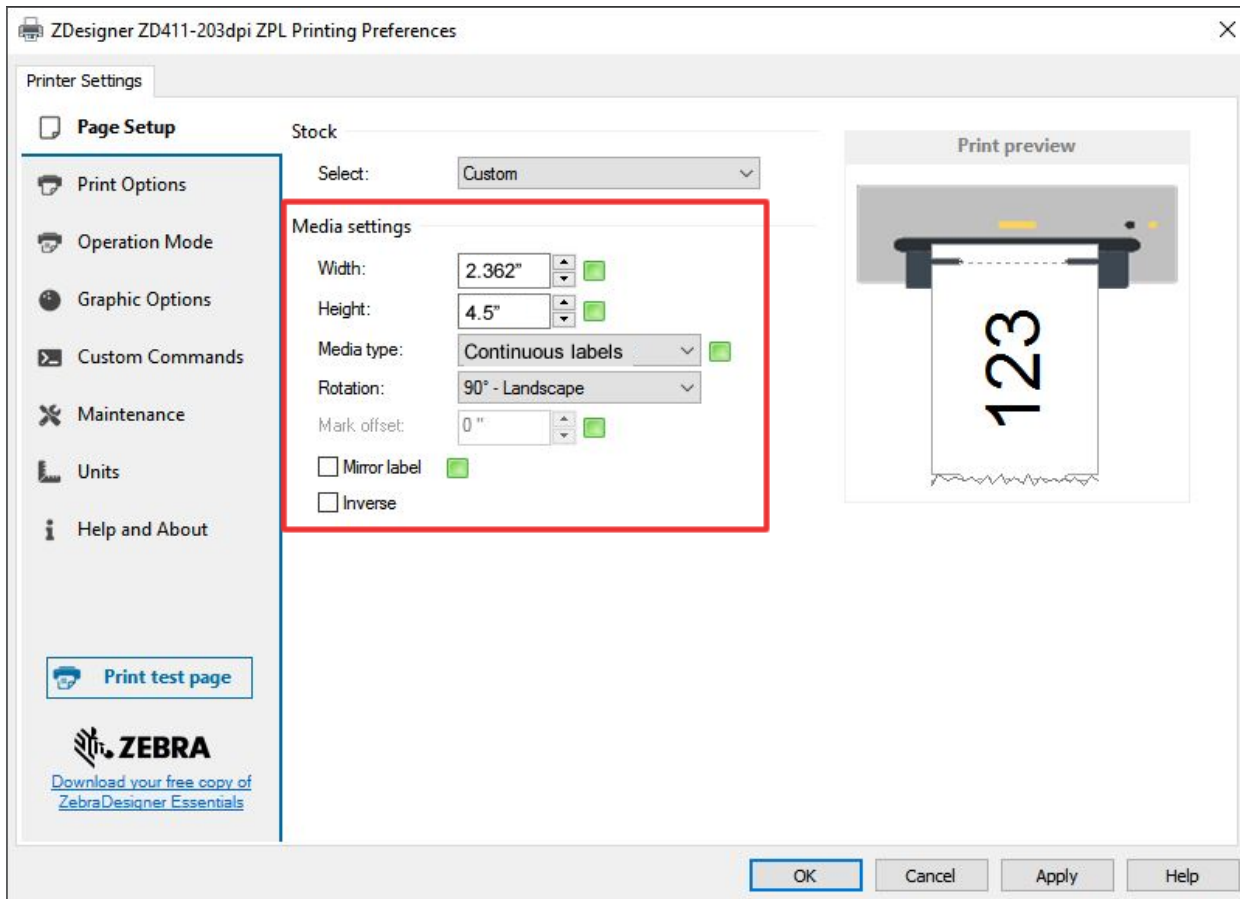 ZDesigner ZD411-203dpi ZPL Printing Preferences
Printer Settings
Page Setup
Print Options
Operation Mode
Graphic Options
Custom Commands
Maintenance
Units
Help and About
Print test page
ZEBRA
Download your free copy of
ZebraDesigner Essentials
Stock
Select: Custom
Media settings
Width: 2.362”
Height: 4.5”
Media type: Continuous labels
Rotation: 90° - Landscape
Mark offset: 0 "
Mirror label
Inverse
Print preview
123
OK Cancel Apply Help